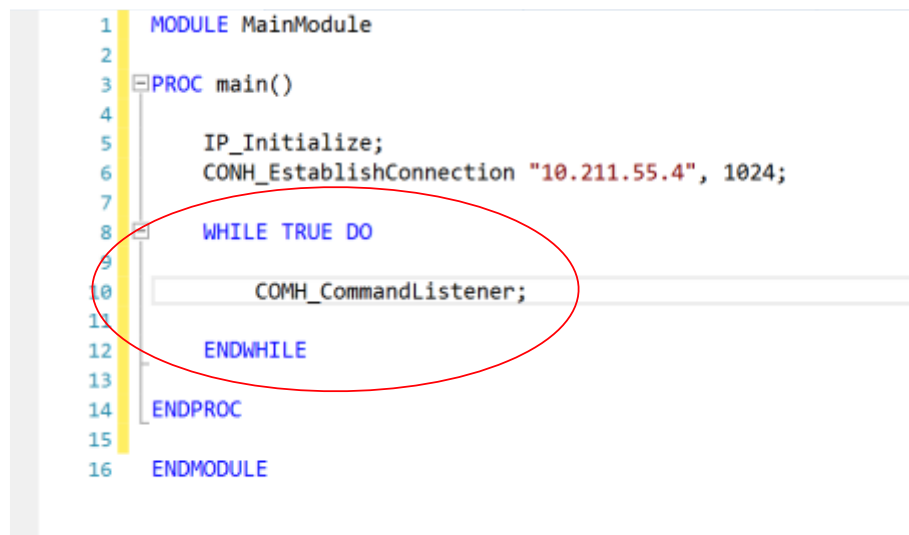 1 MODULE MainModule
2
3 PROC main()
4
5 IP_Initialize;
6 CONH_EstablishConnection "10.211.55.4", 1024;
7
8 WHILE TRUE DO
9
10 COMH_CommandListener;
11
12 ENDWHILE
13
14 ENDPROC
15
16 ENDMODULE